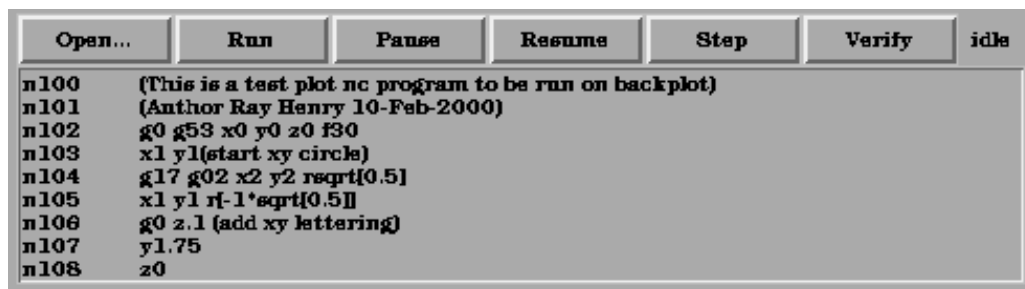 Open... Run Pause Resume Step Verify idle
n100 (This is a test plot nc program to be run on backplot)
n101 (Author Ray Henry 10-Feb-2000)
n102 g0 g53 x0 y0 z0 f30
n103 x1 y1(start xy circle)
n104 g17 g02 x2 y2 rsqrt[0.5]
n105 x1 y1 r[-1*sqrt[0.5]]
n106 g0 z.1 (add xy lettering)
n107 y1.75
n108 z0